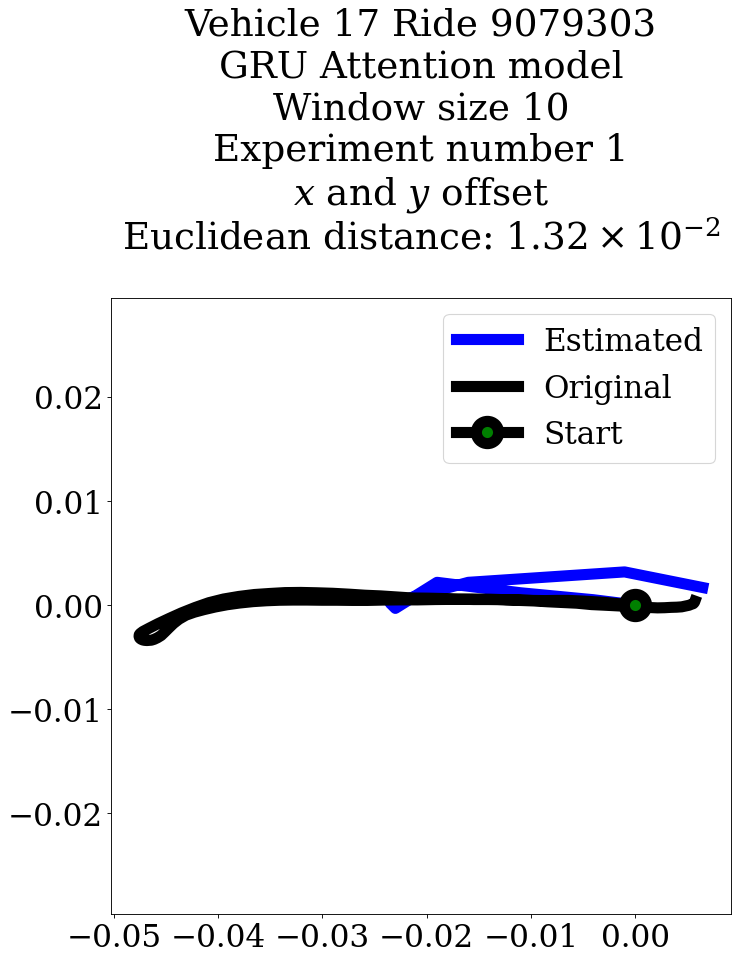 Vehicle 17 Ride 9079303
GRU Attention model
Window size 10
Experiment number 1
x and y offset
Euclidean distance: 1.32 × 10⁻²
Estimated
Original
Start
0.02
0.01
0.00
−0.01
−0.02
−0.05 −0.04 −0.03 −0.02 −0.01 0.00